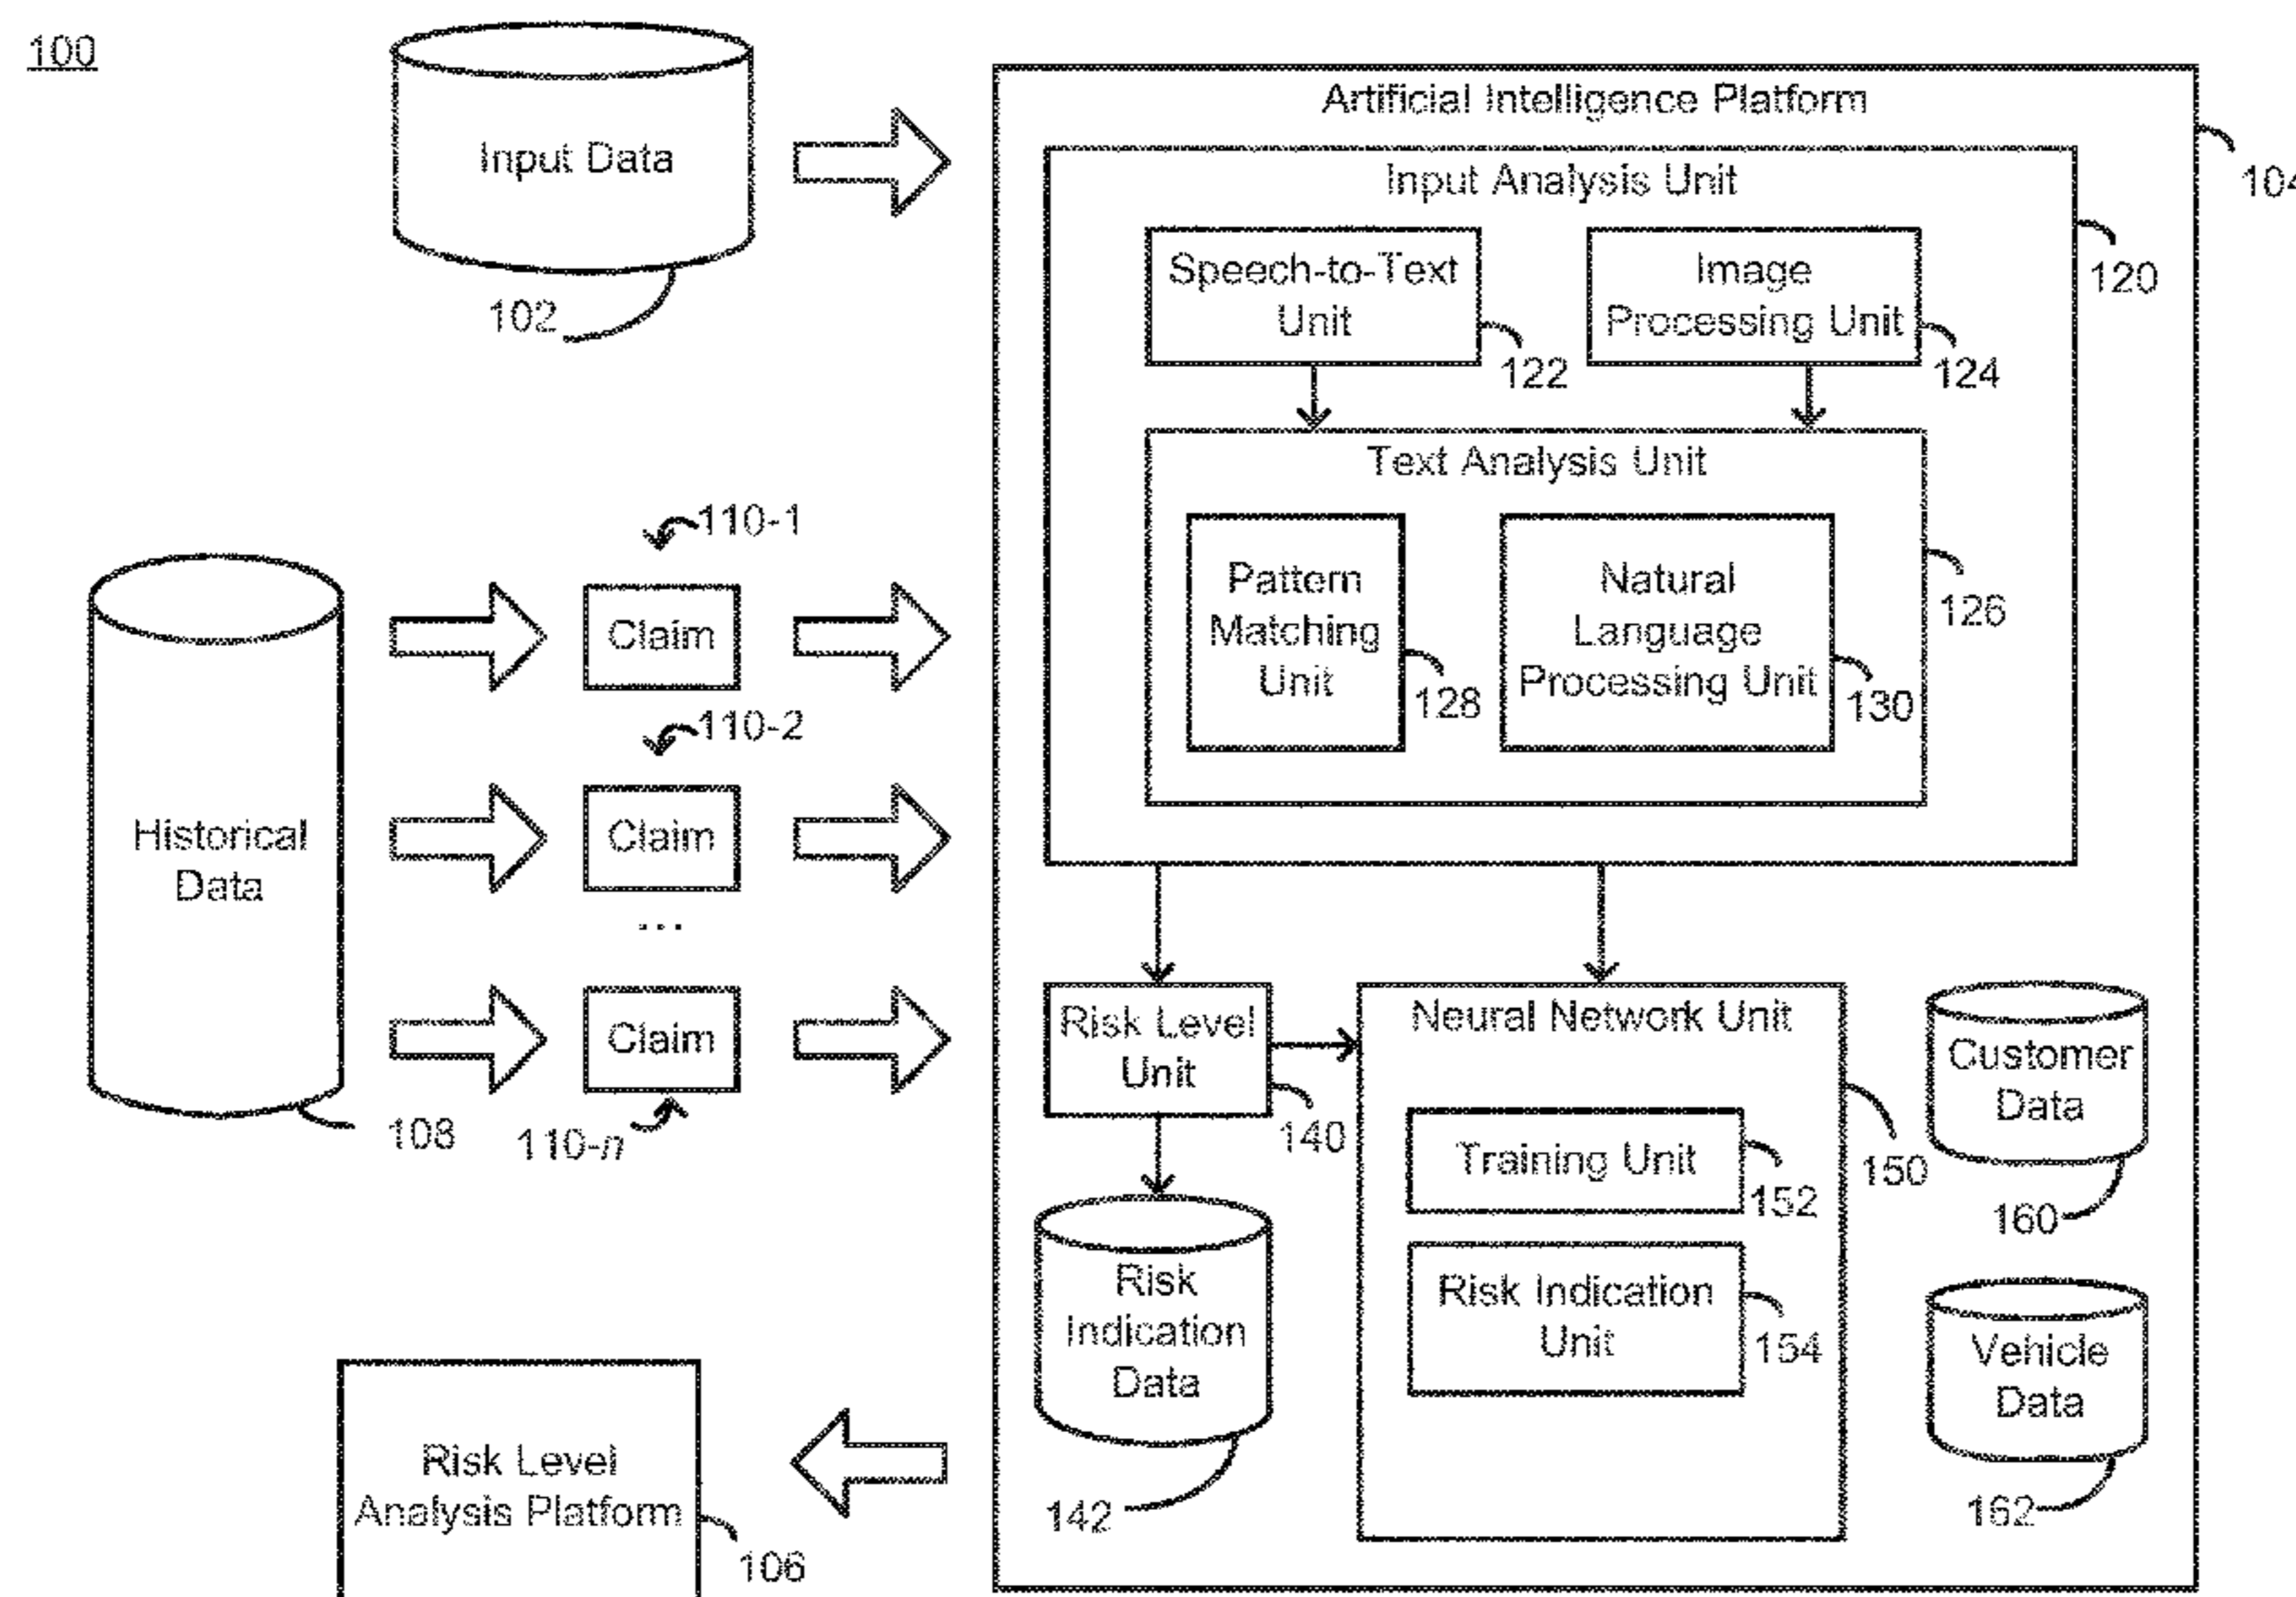 100
Input Data
102
Artificial Intelligence Platform
104
Input Analysis Unit
120
Speech-to-Text
Unit
122
Image
Processing Unit
124
Text Analysis Unit
126
Pattern
Matching
Unit
128
Natural
Language
Processing Unit
130
Historical
Data
108
110-1
Claim
110-2
Claim
...
Claim
110-n
Risk Level
Unit
140
Neural Network Unit
150
Training Unit
152
Risk Indication
Unit
154
Risk
Indication
Data
142
Customer
Data
160
Vehicle
Data
162
Risk Level
Analysis Platform
106